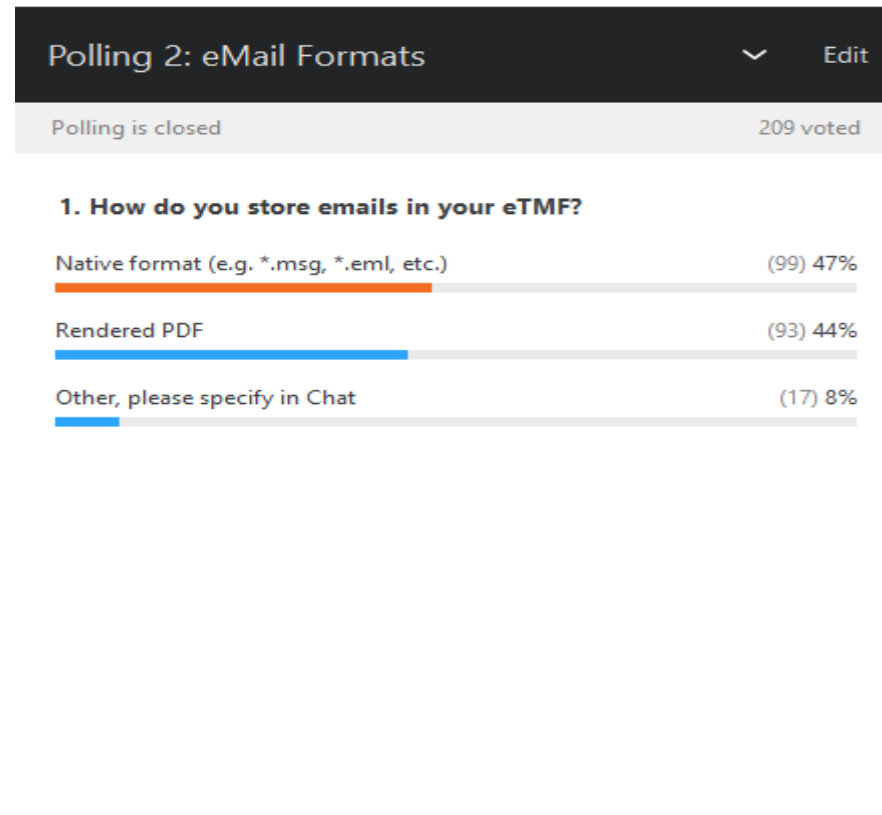 Polling 2: eMail Formats Edit
Polling is closed 209 voted
1. How do you store emails in your eTMF?
Native format (e.g. *.msg, *.eml, etc.) (99) 47%
Rendered PDF (93) 44%
Other, please specify in Chat (17) 8%